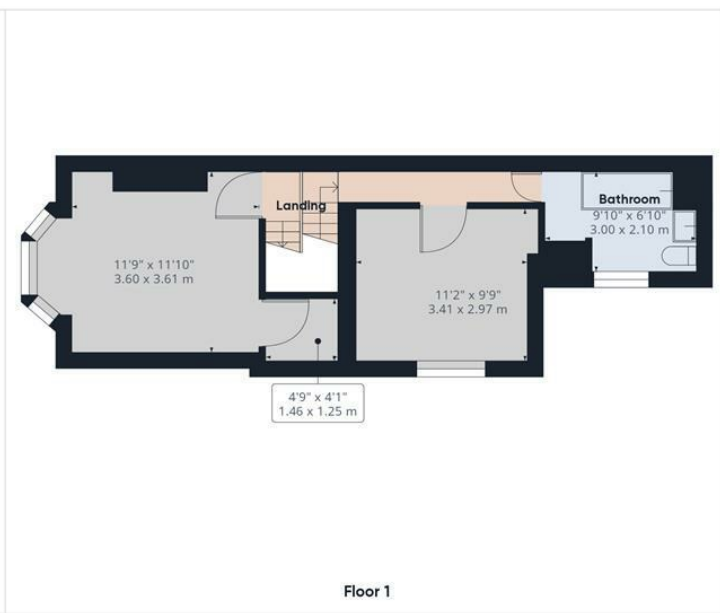 Landing
Bathroom
9'10" x 6'10"
3.00 x 2.10 m
11'9" x 11'10"
3.60 x 3.61 m
11'2" x 9'9"
3.41 x 2.97 m
4'9" x 4'1"
1.46 x 1.25 m
Floor 1